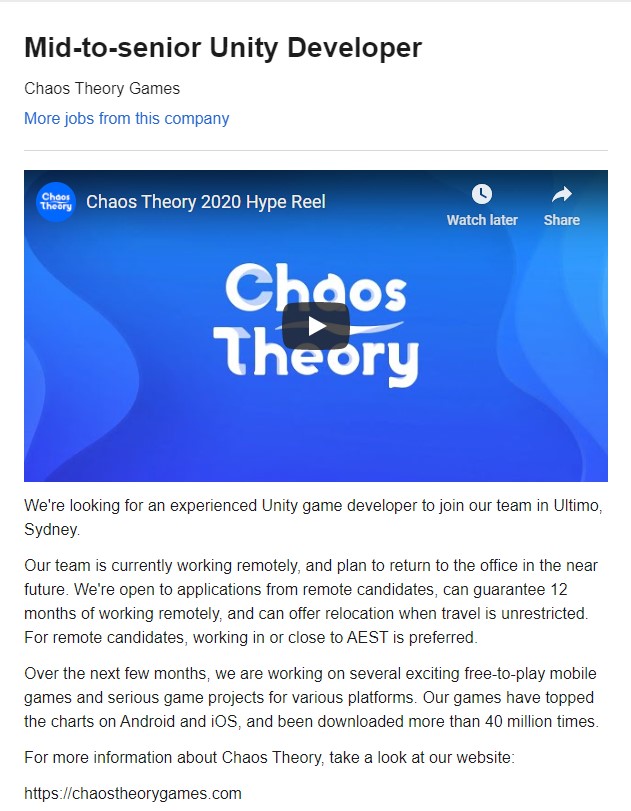 Mid-to-senior Unity Developer
Chaos Theory Games
More jobs from this company
Chaos
Theory
Chaos Theory 2020 Hype Reel
Watch later
Share
Chaos
Theory
We're looking for an experienced Unity game developer to join our team in Ultimo,
Sydney.
Our team is currently working remotely, and plan to return to the office in the near
future. We're open to applications from remote candidates, can guarantee 12
months of working remotely, and can offer relocation when travel is unrestricted.
For remote candidates, working in or close to AEST is preferred.
Over the next few months, we are working on several exciting free-to-play mobile
games and serious game projects for various platforms. Our games have topped
the charts on Android and iOS, and been downloaded more than 40 million times.
For more information about Chaos Theory, take a look at our website:
https://chaostheorygames.com